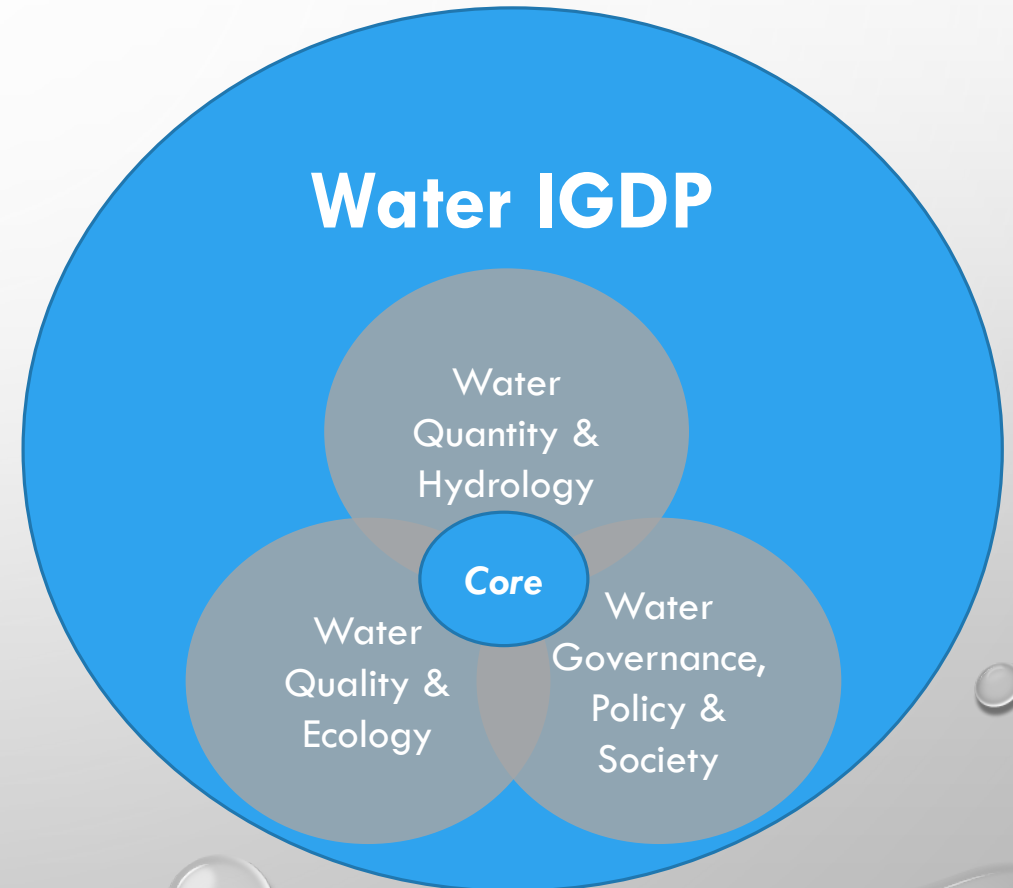 Water IGDP
Water
Quantity &
Hydrology
Core
Water
Quality &
Ecology
Water
Governance,
Policy &
Society